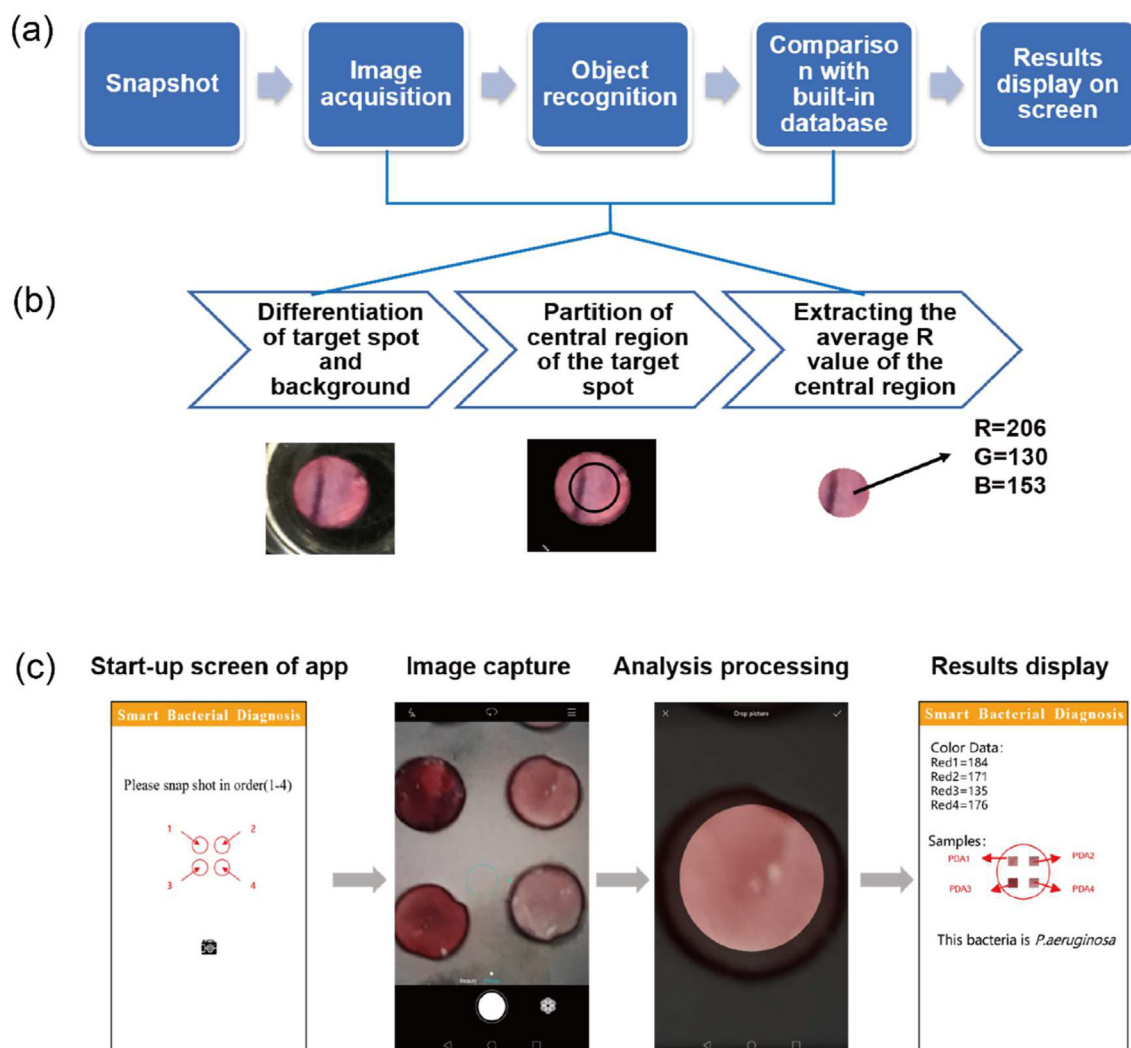 (a)
Snapshot
Image
acquisition
Object
recognition
Compariso
n with
built-in
database
Results
display on
screen
(b)
Differentiation
of target spot
and
background
Partition of
central region
of the target
spot
Extracting the
average R
value of the
central region
R=206
G=130
B=153
(c)
Start-up screen of app
Image capture
Analysis processing
Results display
Smart Bacterial Diagnosis
Please snap shot in order(1-4)
1
2
3
4
Beauty
Crop picture
Smart Bacterial Diagnosis
Color Data:
Red1=184
Red2=171
Red3=135
Red4=176
Samples:
PDA1
PDA2
PDA3
PDA4
This bacteria is P.aeruginosa